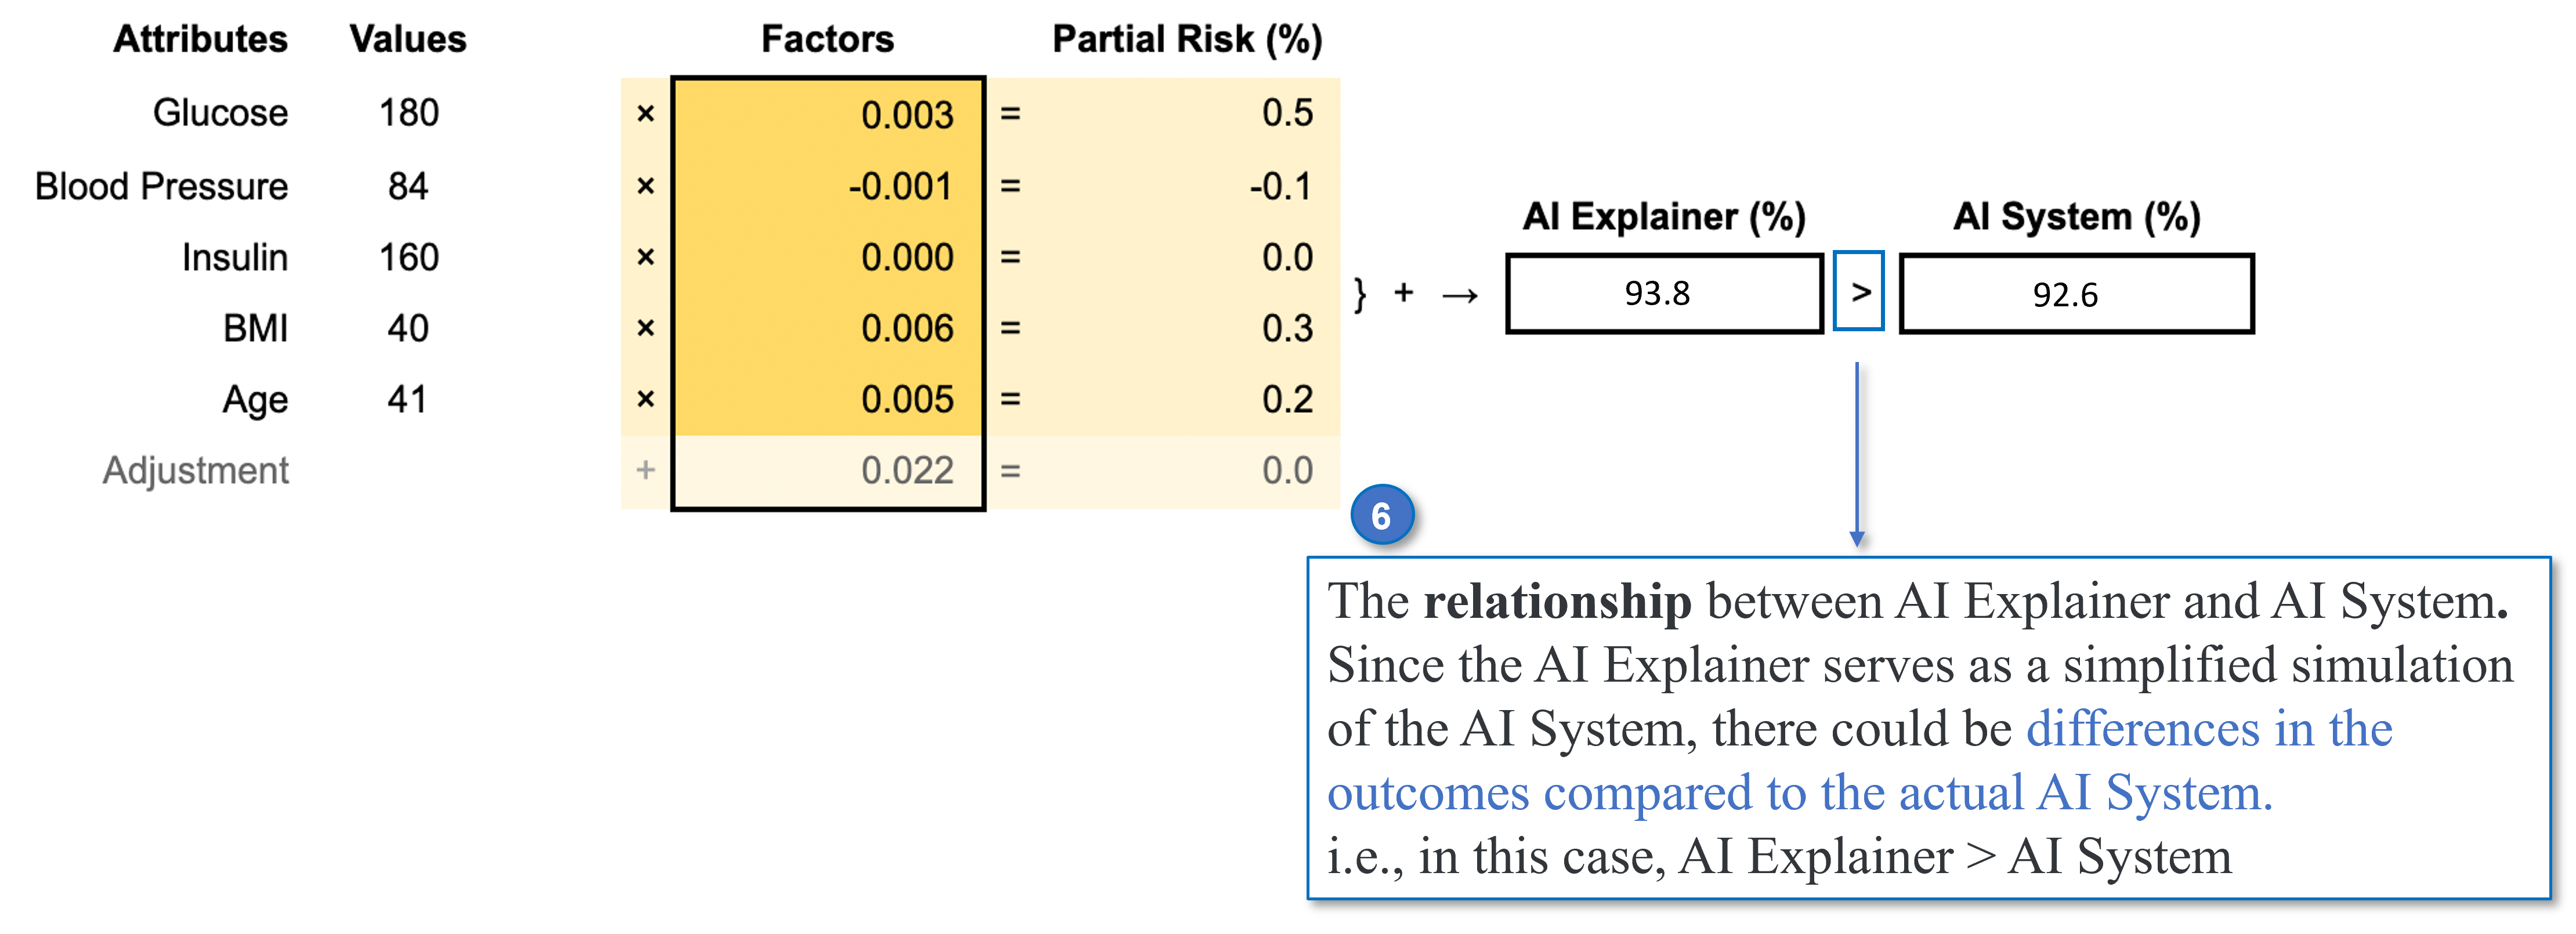 Attributes Values Factors Partial Risk (%)
Glucose 180 × 0.003 = 0.5
Blood Pressure 84 × -0.001 = -0.1
Insulin 160 × 0.000 = 0.0
BMI 40 × 0.006 = 0.3
Age 41 × 0.005 = 0.2
Adjustment + 0.022 = 0.0
AI Explainer (%) AI System (%)
} + → 93.8 > 92.6
6
The relationship between AI Explainer and AI System.
Since the AI Explainer serves as a simplified simulation
of the AI System, there could be differences in the
outcomes compared to the actual AI System.
i.e., in this case, AI Explainer > AI System